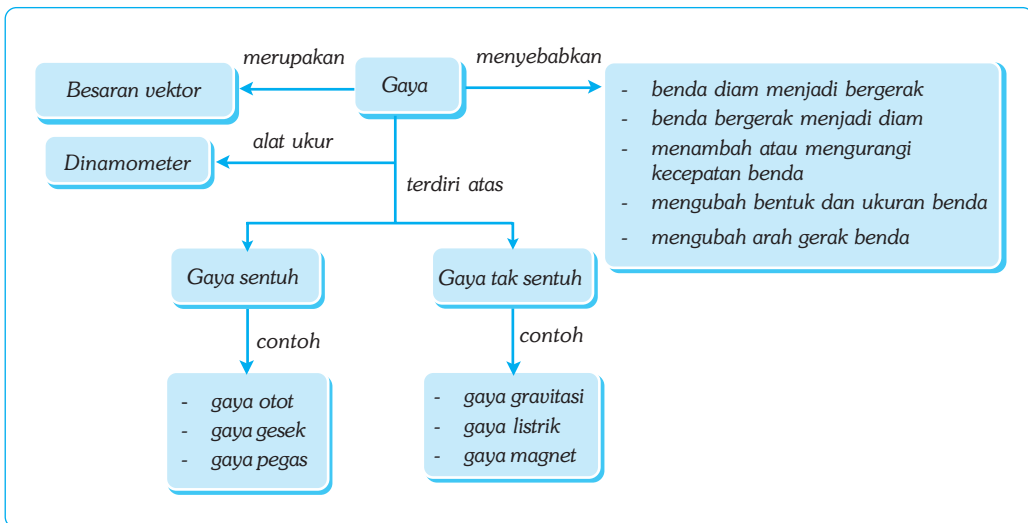 merupakan
menyebabkan
Besaran vektor
Gaya
- benda diam menjadi bergerak
- benda bergerak menjadi diam
- menambah atau mengurangi
kecepatan benda
- mengubah bentuk dan ukuran benda
- mengubah arah gerak benda
alat ukur
Dinamometer
terdiri atas
Gaya sentuh
Gaya tak sentuh
contoh
contoh
- gaya otot
- gaya gesek
- gaya pegas
- gaya gravitasi
- gaya listrik
- gaya magnet